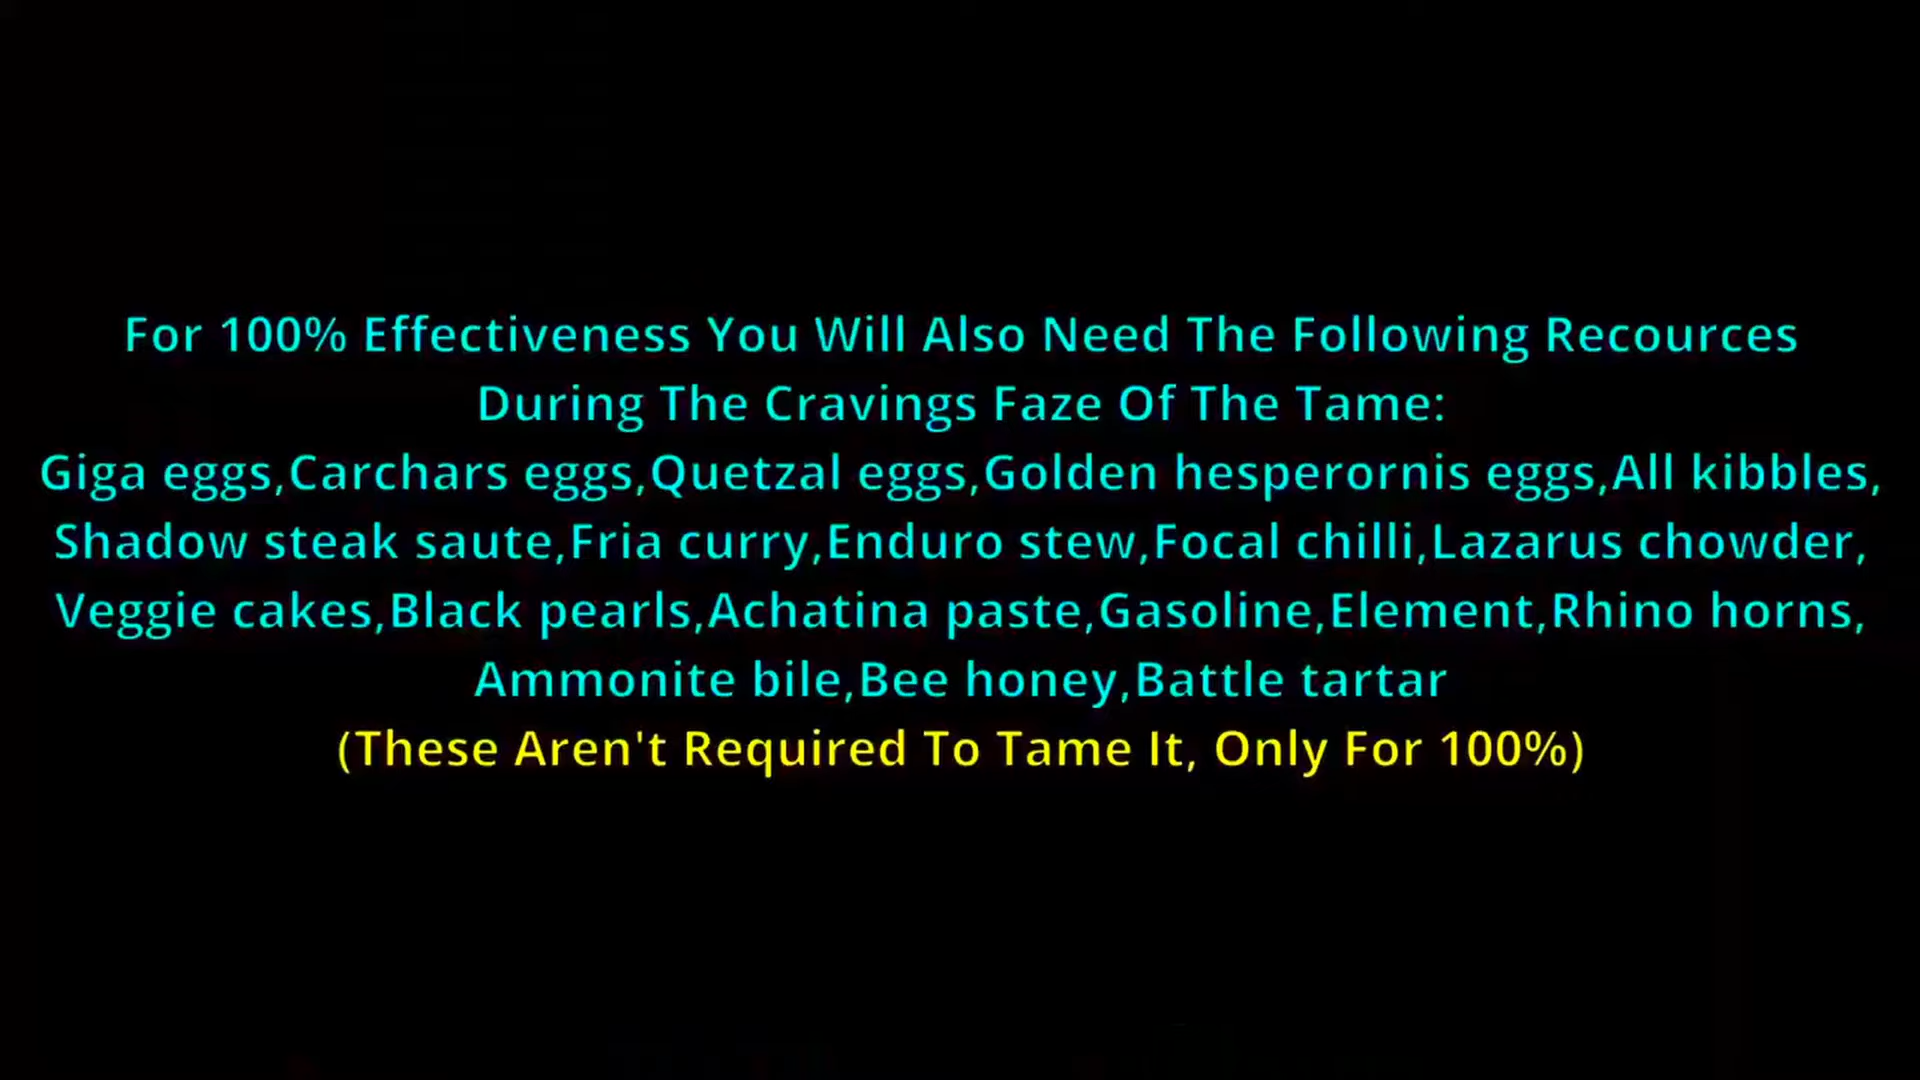 For 100% Effectiveness You Will Also Need The Following Recources
During The Cravings Faze Of The Tame:
Giga eggs,Carchars eggs,Quetzal eggs,Golden hesperornis eggs,All kibbles,
Shadow steak saute,Fria curry,Enduro stew,Focal chilli,Lazarus chowder,
Veggie cakes,Black pearls,Achatina paste,Gasoline,Element,Rhino horns,
Ammonite bile,Bee honey,Battle tartar
(These Aren't Required To Tame It, Only For 100%)